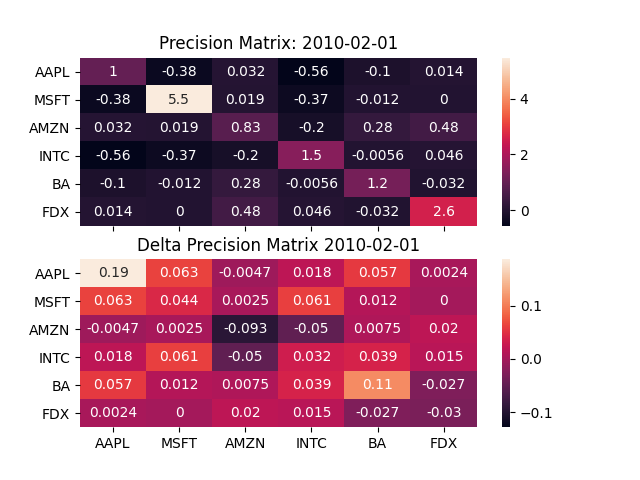 Precision Matrix: 2010-02-01
AAPL 1 -0.38 0.032 -0.56 -0.1 0.014
MSFT -0.38 5.5 0.019 -0.37 -0.012 0
AMZN 0.032 0.019 0.83 -0.2 0.28 0.48
INTC -0.56 -0.37 -0.2 1.5 -0.0056 0.046
BA -0.1 -0.012 0.28 -0.0056 1.2 -0.032
FDX 0.014 0 0.48 0.046 -0.032 2.6
4
2
0
Delta Precision Matrix 2010-02-01
AAPL 0.19 0.063 -0.0047 0.018 0.057 0.0024
MSFT 0.063 0.044 0.0025 0.061 0.012 0
AMZN -0.0047 0.0025 -0.093 -0.05 0.0075 0.02
INTC 0.018 0.061 -0.05 0.032 0.039 0.015
BA 0.057 0.012 0.0075 0.039 0.11 -0.027
FDX 0.0024 0 0.02 0.015 -0.027 -0.03
AAPL MSFT AMZN INTC BA FDX
0.1
0.0
−0.1